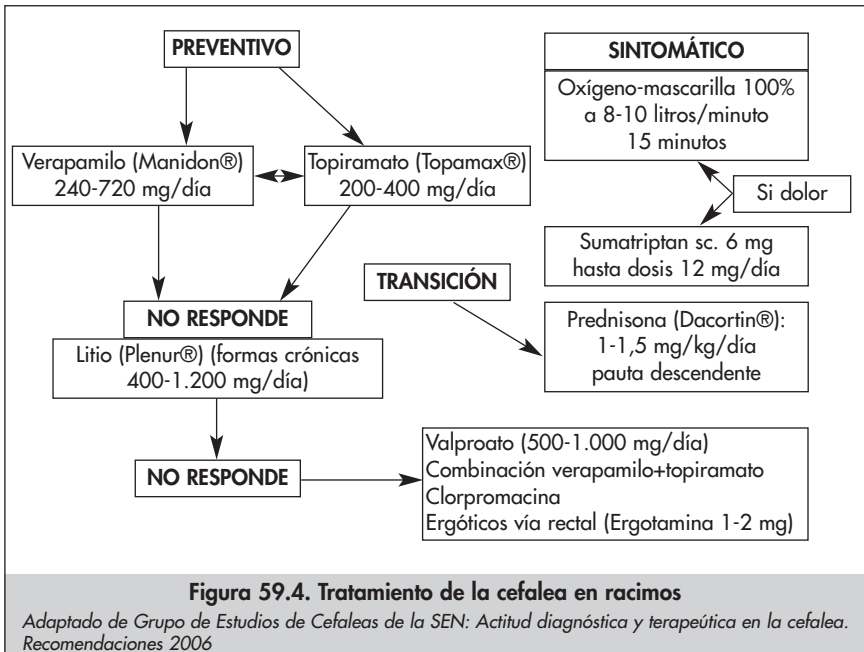 PREVENTIVO
Verapamilo (Manidon®)
240-720 mg/día
Topiramato (Topamax®)
200-400 mg/día
NO RESPONDE
Litio (Plenur®) (formas crónicas
400-1.200 mg/día)
NO RESPONDE
Valproato (500-1.000 mg/día)
Combinación verapamilo+topiramato
Clorpromacina
Ergóticos vía rectal (Ergotamina 1-2 mg)
SINTOMÁTICO
Oxígeno-mascarilla 100%
a 8-10 litros/minuto
15 minutos
Si dolor
Sumatriptan sc. 6 mg
hasta dosis 12 mg/día
TRANSICIÓN
Prednisona (Dacortin®):
1-1,5 mg/kg/día
pauta descendente
Figura 59.4. Tratamiento de la cefalea en racimos
Adaptado de Grupo de Estudios de Cefaleas de la SEN: Actitud diagnóstica y terapeútica en la cefalea.
Recomendaciones 2006